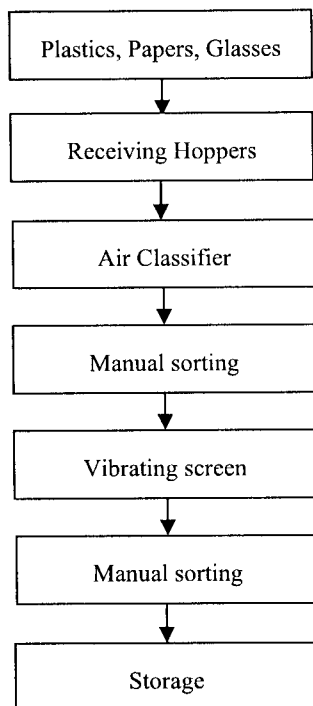 Plastics, Papers, Glasses
Receiving Hoppers
Air Classifier
Manual sorting
Vibrating screen
Manual sorting
Storage